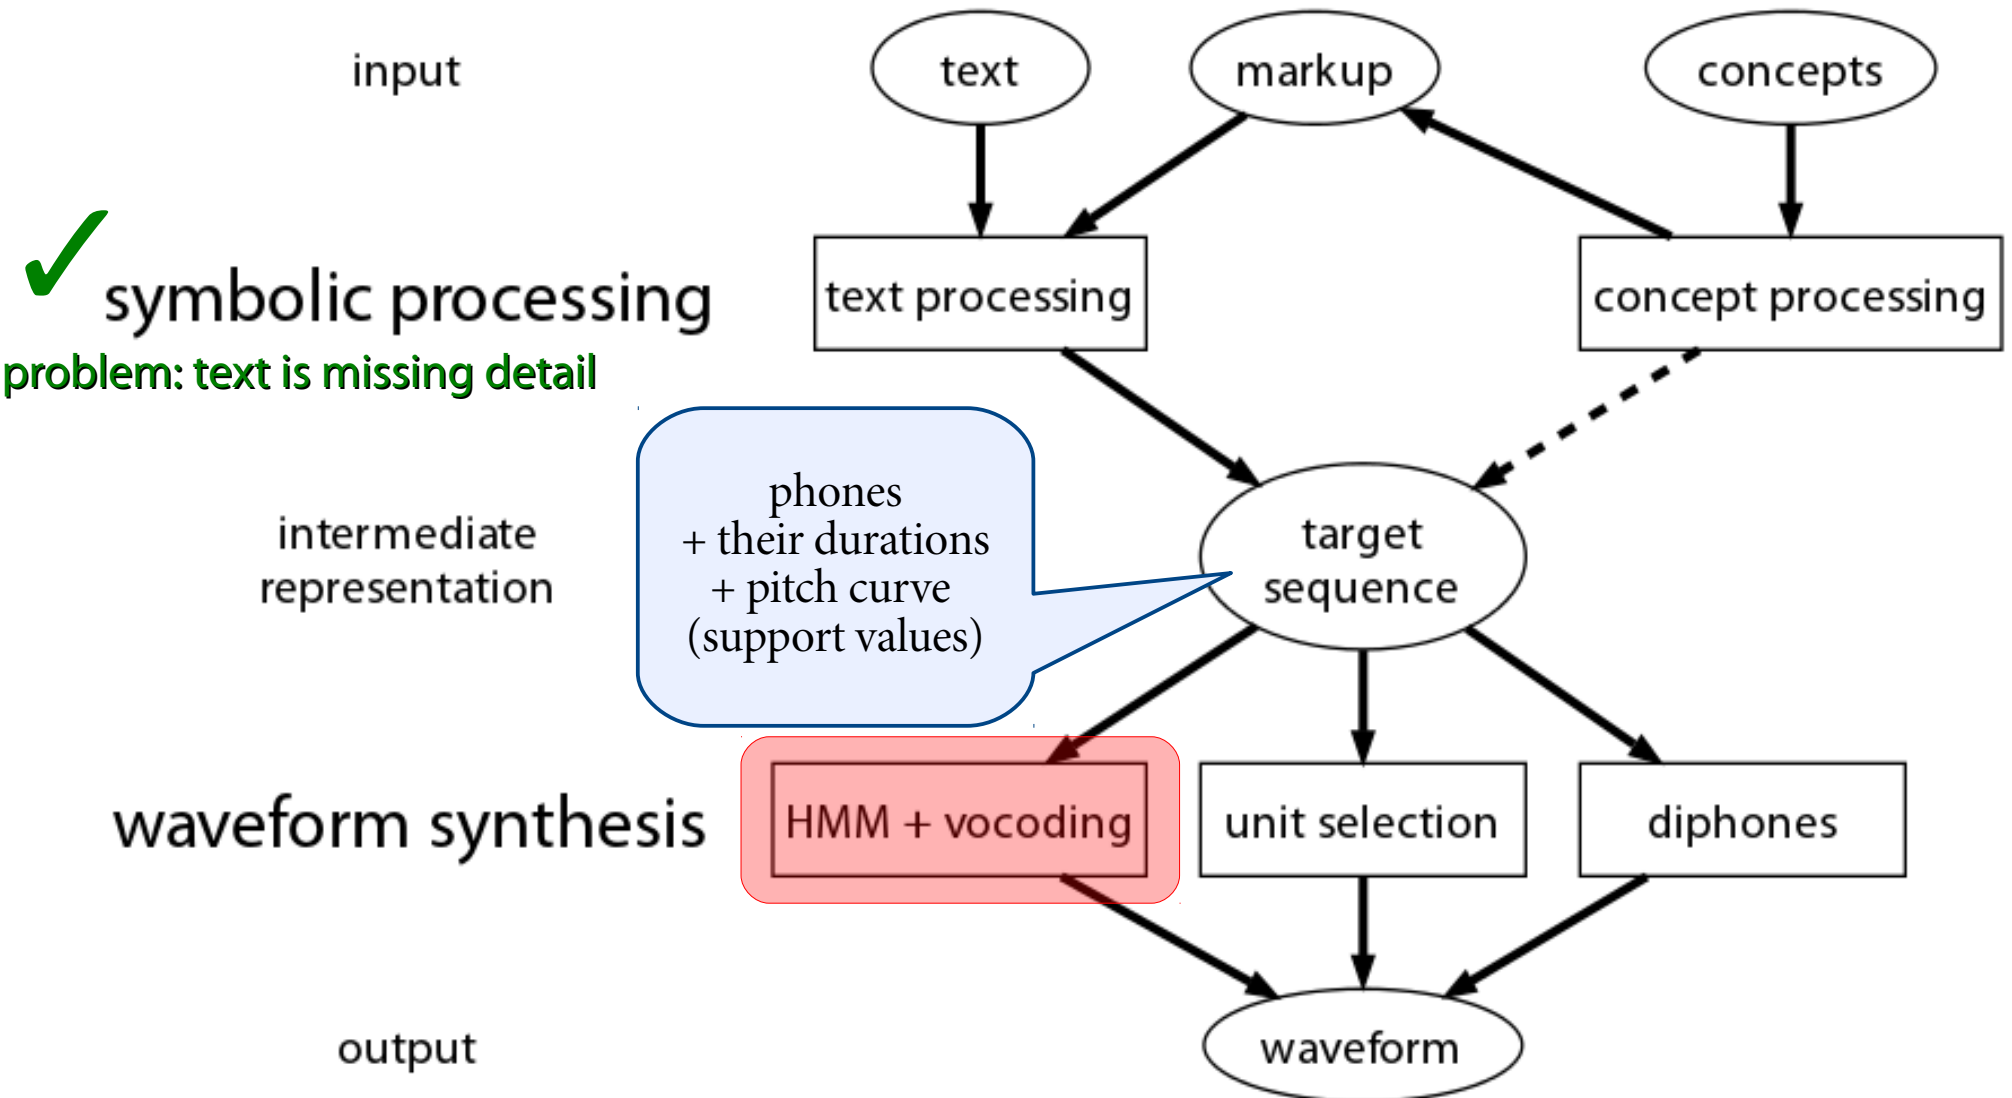 input
text
markup
concepts
✓
symbolic processing
text processing
concept processing
problem: text is missing detail
phones
+ their durations
+ pitch curve
(support values)
intermediate
representation
target
sequence
waveform synthesis
HMM + vocoding
unit selection
diphones
output
waveform